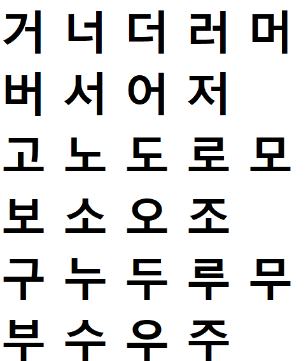 거 너 더 러 머
버 서 어 저
고 노 도 로 모
보 소 오 조
구 누 두 루 무
부 수 우 주